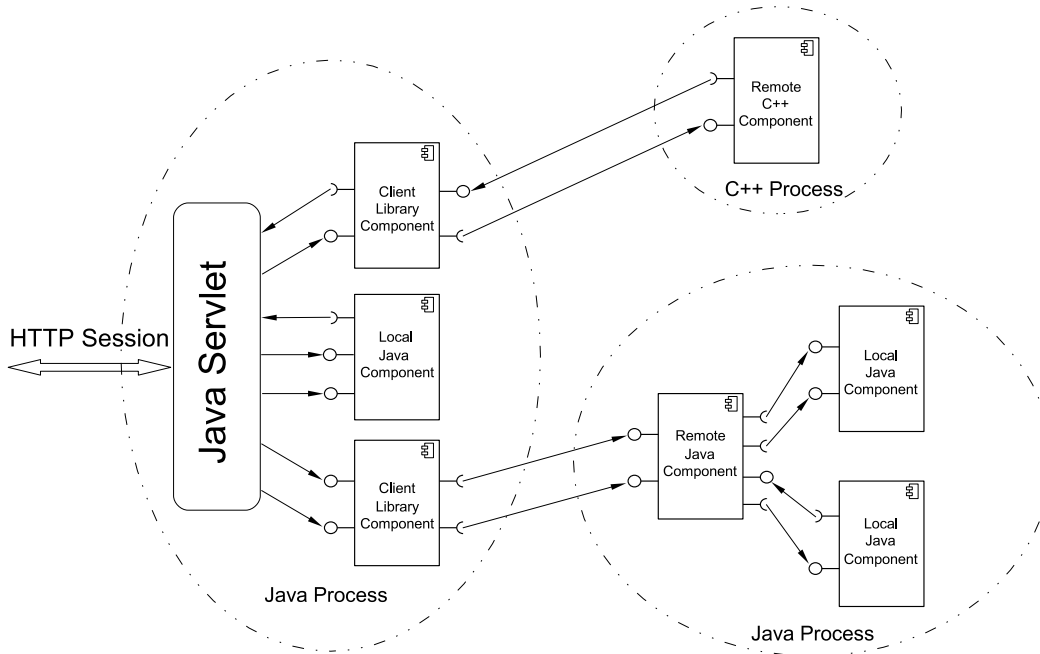 HTTP Session
Java Servlet
Client
Library
Component
Local
Java
Component
Client
Library
Component
Java Process
Remote
C++
Component
C++ Process
Remote
Java
Component
Local
Java
Component
Local
Java
Component
Java Process